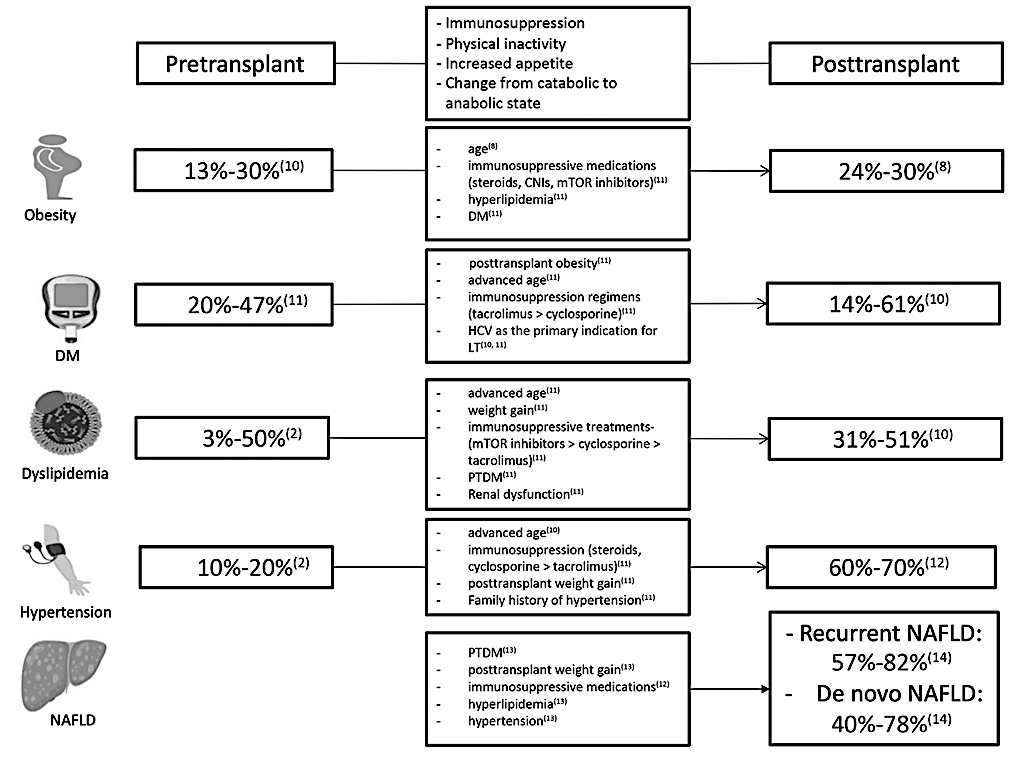 Pretransplant
- Immunosuppression
- Physical inactivity
- Increased appetite
- Change from catabolic to
anabolic state
Posttransplant
Obesity
13%-30%(10)
- age(8)
- immunosuppressive medications
(steroids, CNIs, mTOR inhibitors)(11)
- hyperlipidemia(11)
- DM(11)
24%-30%(8)
DM
20%-47%(11)
- posttransplant obesity(11)
- advanced age(11)
- immunosuppression regimens
(tacrolimus > cyclosporine)(11)
- HCV as the primary indication for
LT(10, 11)
14%-61%(10)
Dyslipidemia
3%-50%(2)
- advanced age(11)
- weight gain(11)
- immunosuppressive treatments-
(mTOR inhibitors > cyclosporine >
tacrolimus)(11)
- PTDM(11)
- Renal dysfunction(11)
31%-51%(10)
Hypertension
10%-20%(2)
- advanced age(10)
- immunosuppression (steroids,
cyclosporine > tacrolimus)(11)
- posttransplant weight gain(11)
- Family history of hypertension(11)
60%-70%(12)
NAFLD
- PTDM(13)
- posttransplant weight gain(13)
- immunosuppressive medications(12)
- hyperlipidemia(13)
- hypertension(13)
- Recurrent NAFLD:
57%-82%(14)
- De novo NAFLD:
40%-78%(14)